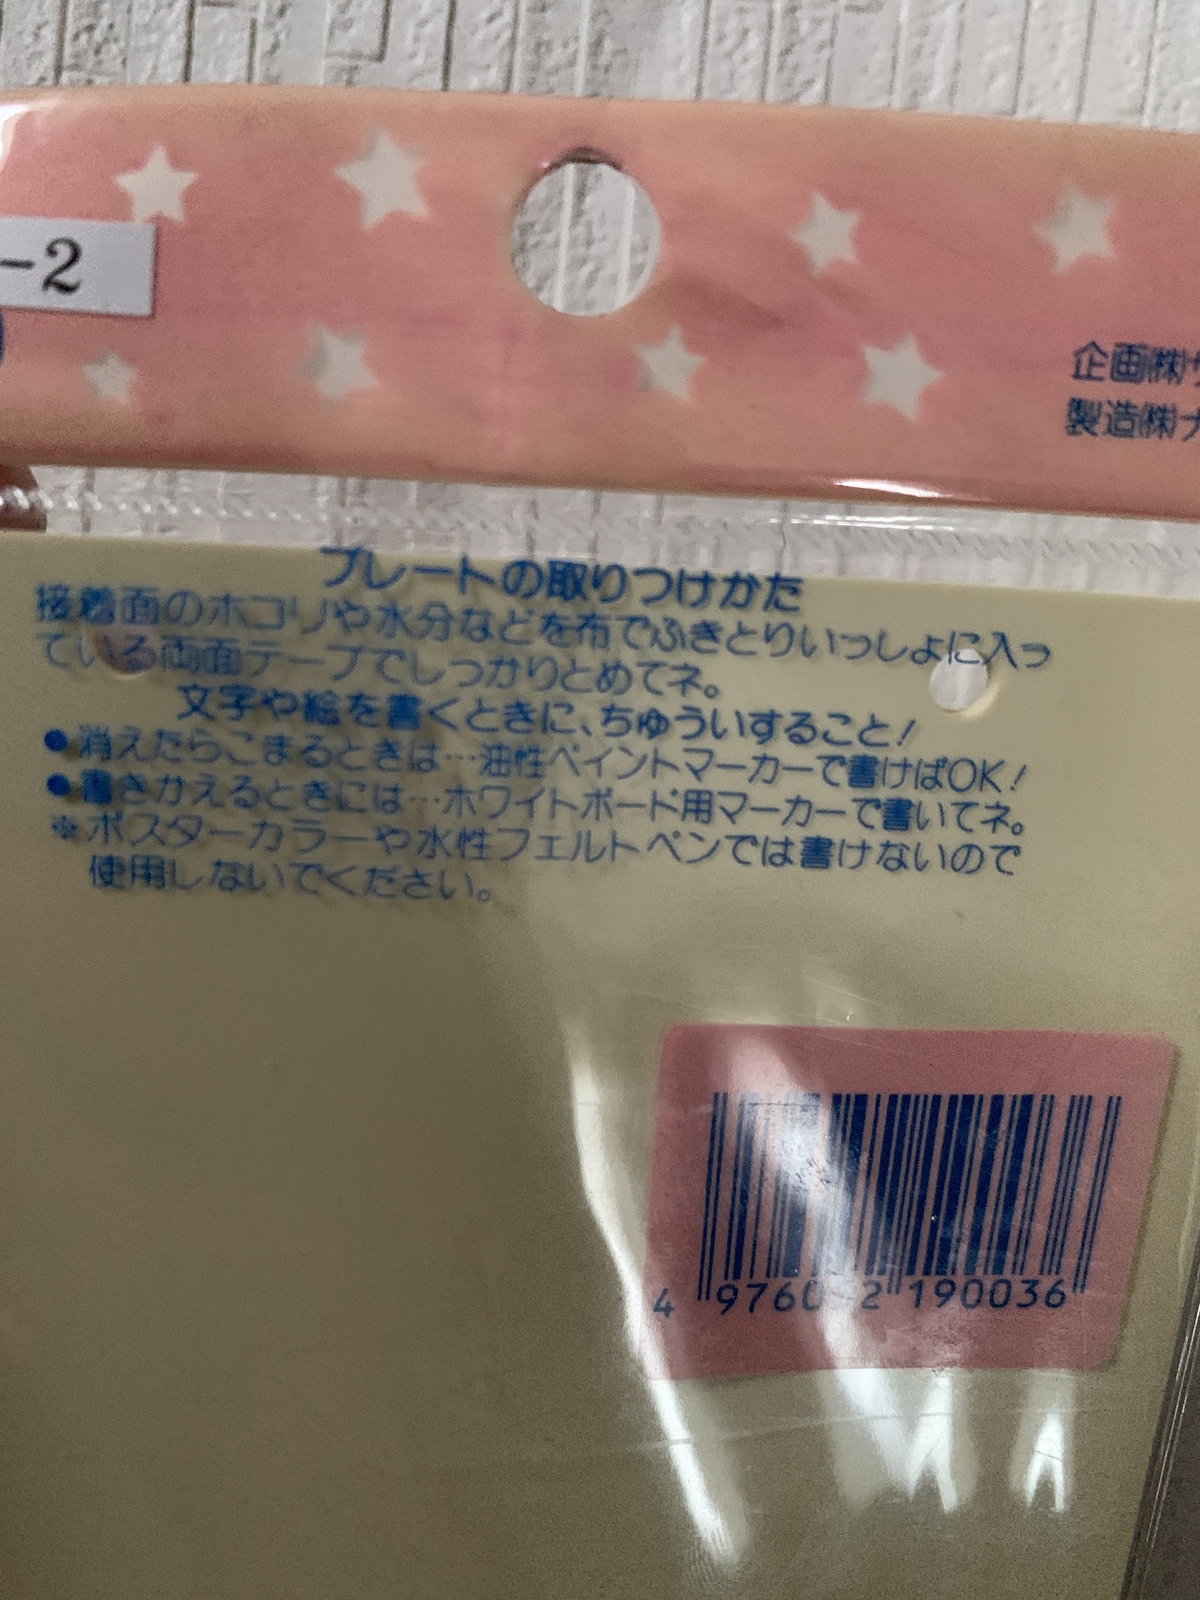 -2
企画㈱
製造㈱ナ
プレートの取りつけかた
接着面のホコリや水分などを布でふきとりいっしょに入っ
ている両面テープでしっかりとめてネ。
文字や絵を書くときに、ちゅういすること!
●消えたらこまるときは…油性ペイントマーカーで書けばOK!
●書きかえるときには…ホワイトボード用マーカーで書いてネ。
※ポスターカラーや水性フェルトペンでは書けないので
使用しないでください。
4 9760 2 190036